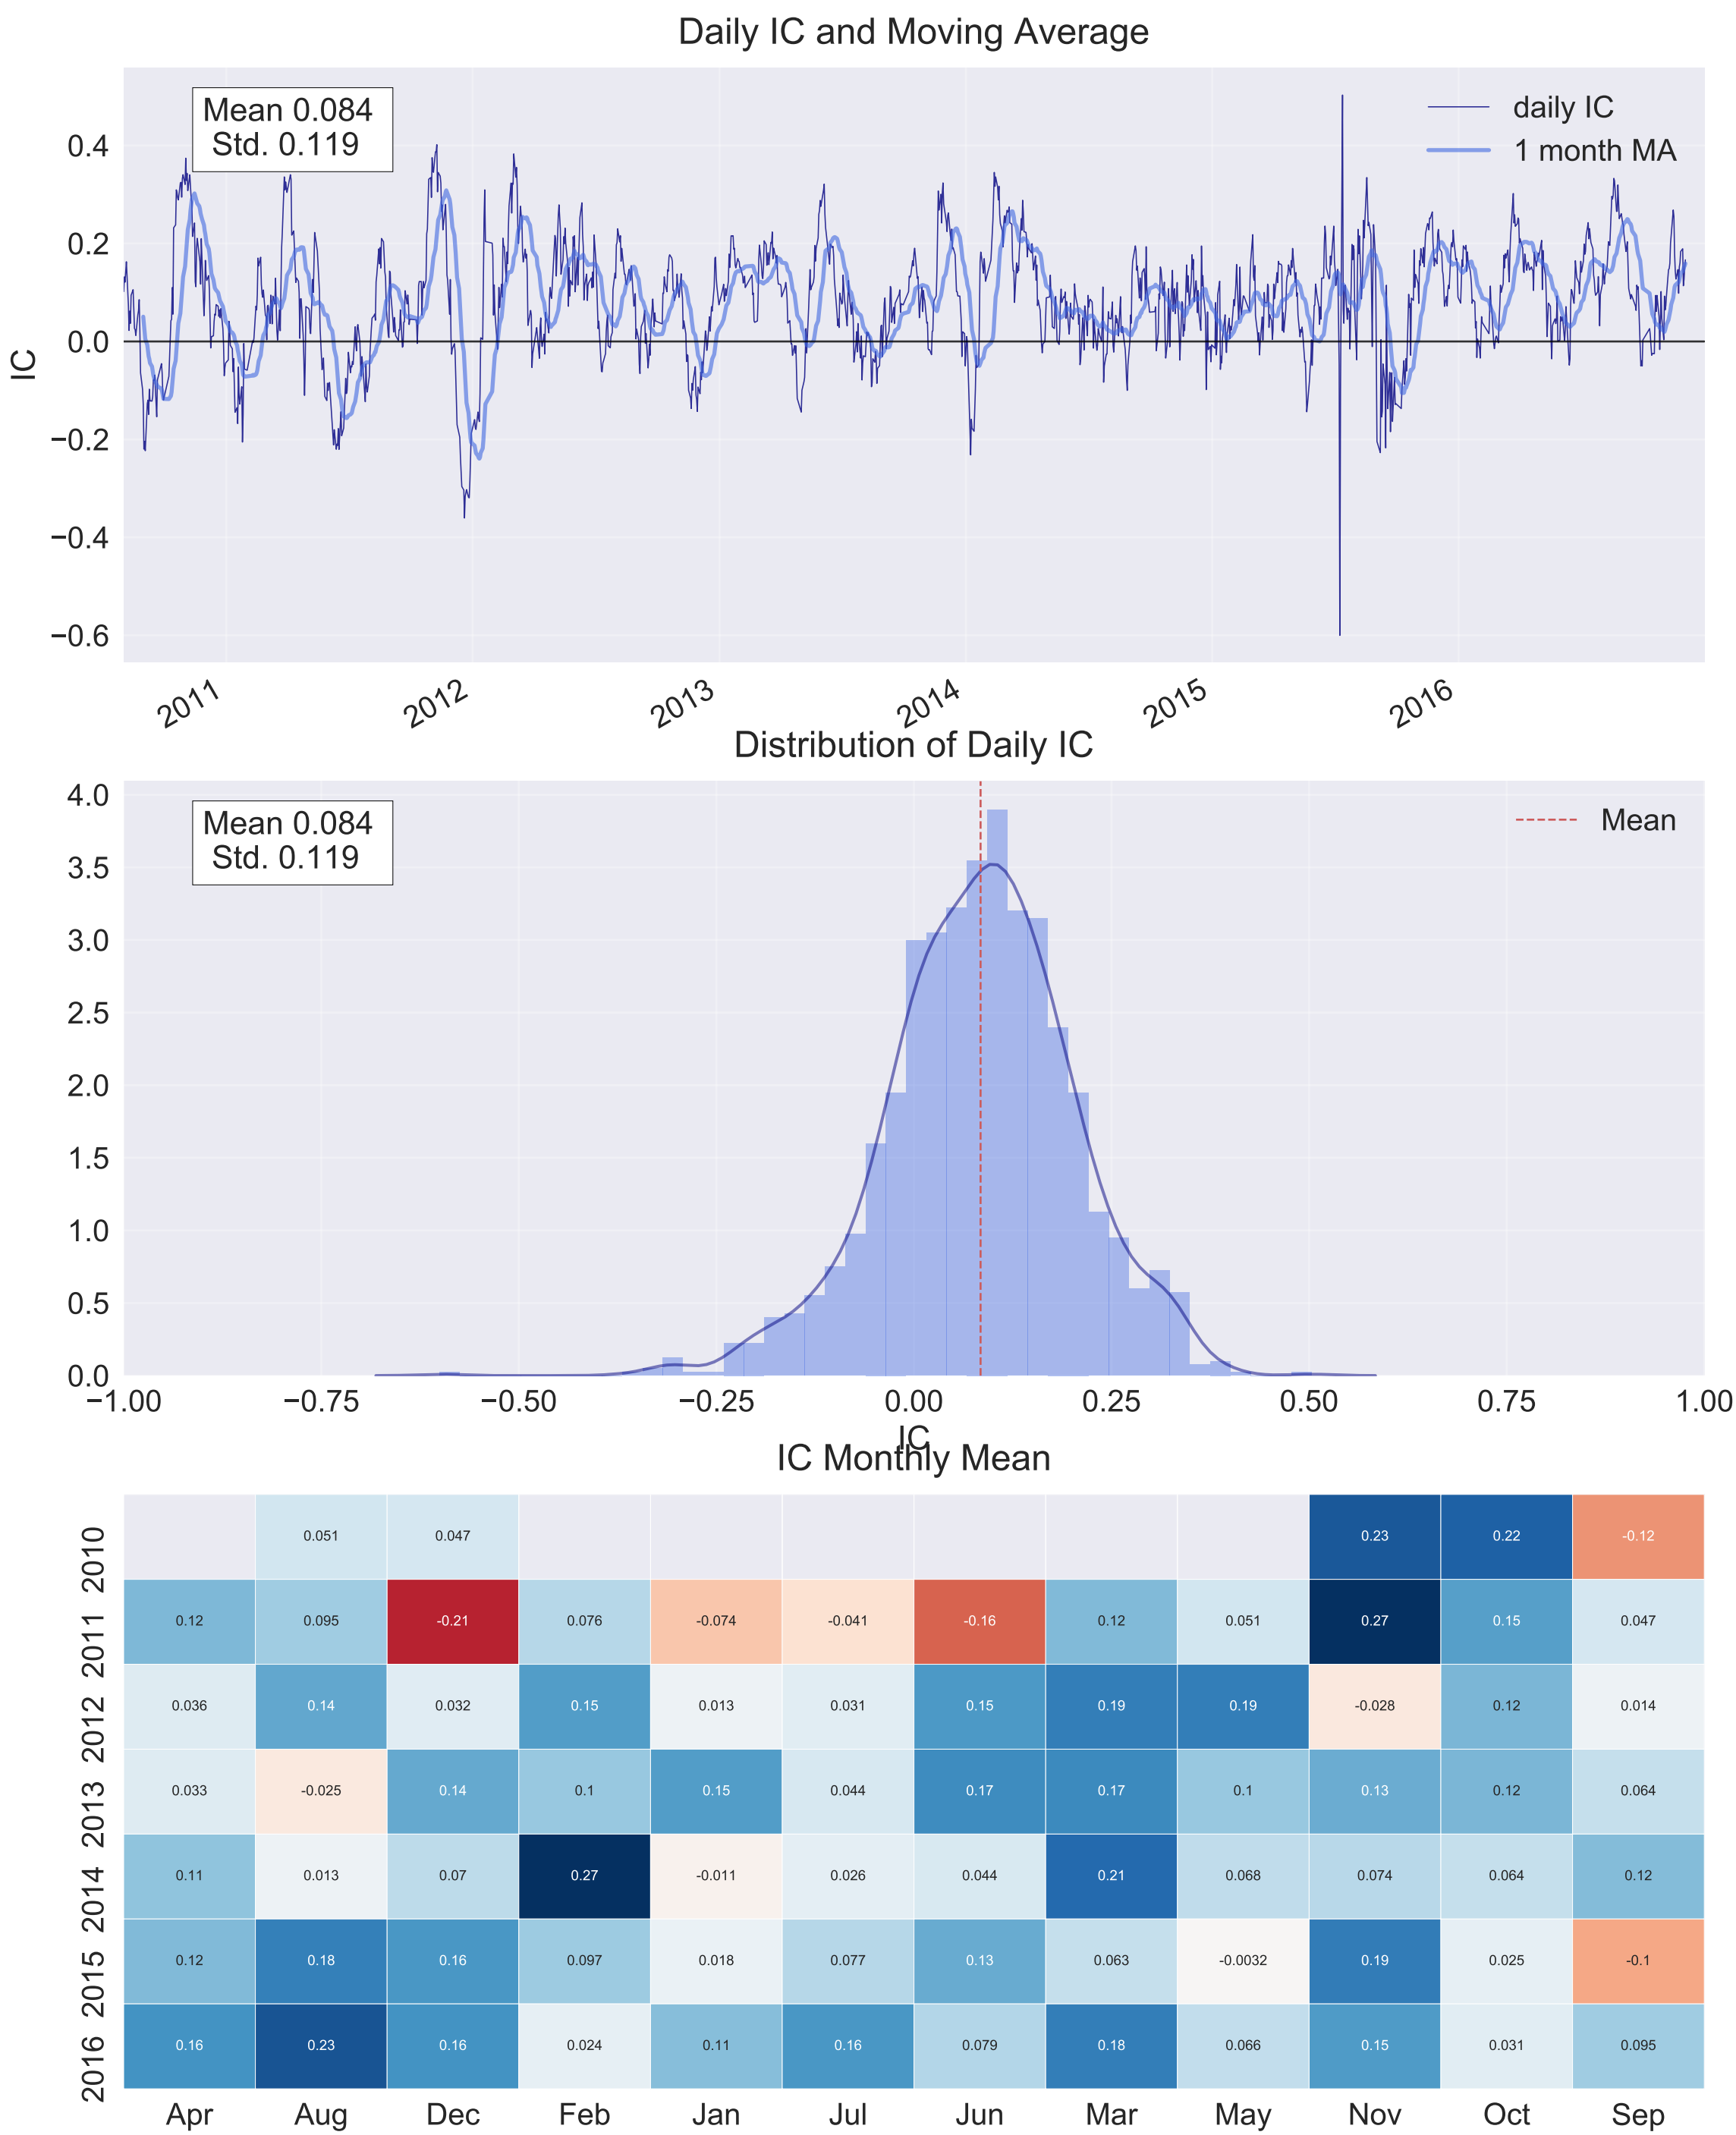 Daily IC and Moving Average
Mean 0.084
Std. 0.119
daily IC
1 month MA
IC
0.4
0.2
0.0
−0.2
−0.4
−0.6
2011 2012 2013 2014 2015 2016
Distribution of Daily IC
Mean 0.084
Std. 0.119
Mean
4.0
3.5
3.0
2.5
2.0
1.5
1.0
0.5
0.0
−1.00 −0.75 −0.50 −0.25 0.00 0.25 0.50 0.75 1.00
IC
IC Monthly Mean
2010 0.051 0.047 0.23 0.22 -0.12
2011 0.12 0.095 -0.21 0.076 -0.074 -0.041 -0.16 0.12 0.051 0.27 0.15 0.047
2012 0.036 0.14 0.032 0.15 0.013 0.031 0.15 0.19 0.19 -0.028 0.12 0.014
2013 0.033 -0.025 0.14 0.1 0.15 0.044 0.17 0.17 0.1 0.13 0.12 0.064
2014 0.11 0.013 0.07 0.27 -0.011 0.026 0.044 0.21 0.068 0.074 0.064 0.12
2015 0.12 0.18 0.16 0.097 0.018 0.077 0.13 0.063 -0.0032 0.19 0.025 -0.1
2016 0.16 0.23 0.16 0.024 0.11 0.16 0.079 0.18 0.066 0.15 0.031 0.095
Apr Aug Dec Feb Jan Jul Jun Mar May Nov Oct Sep